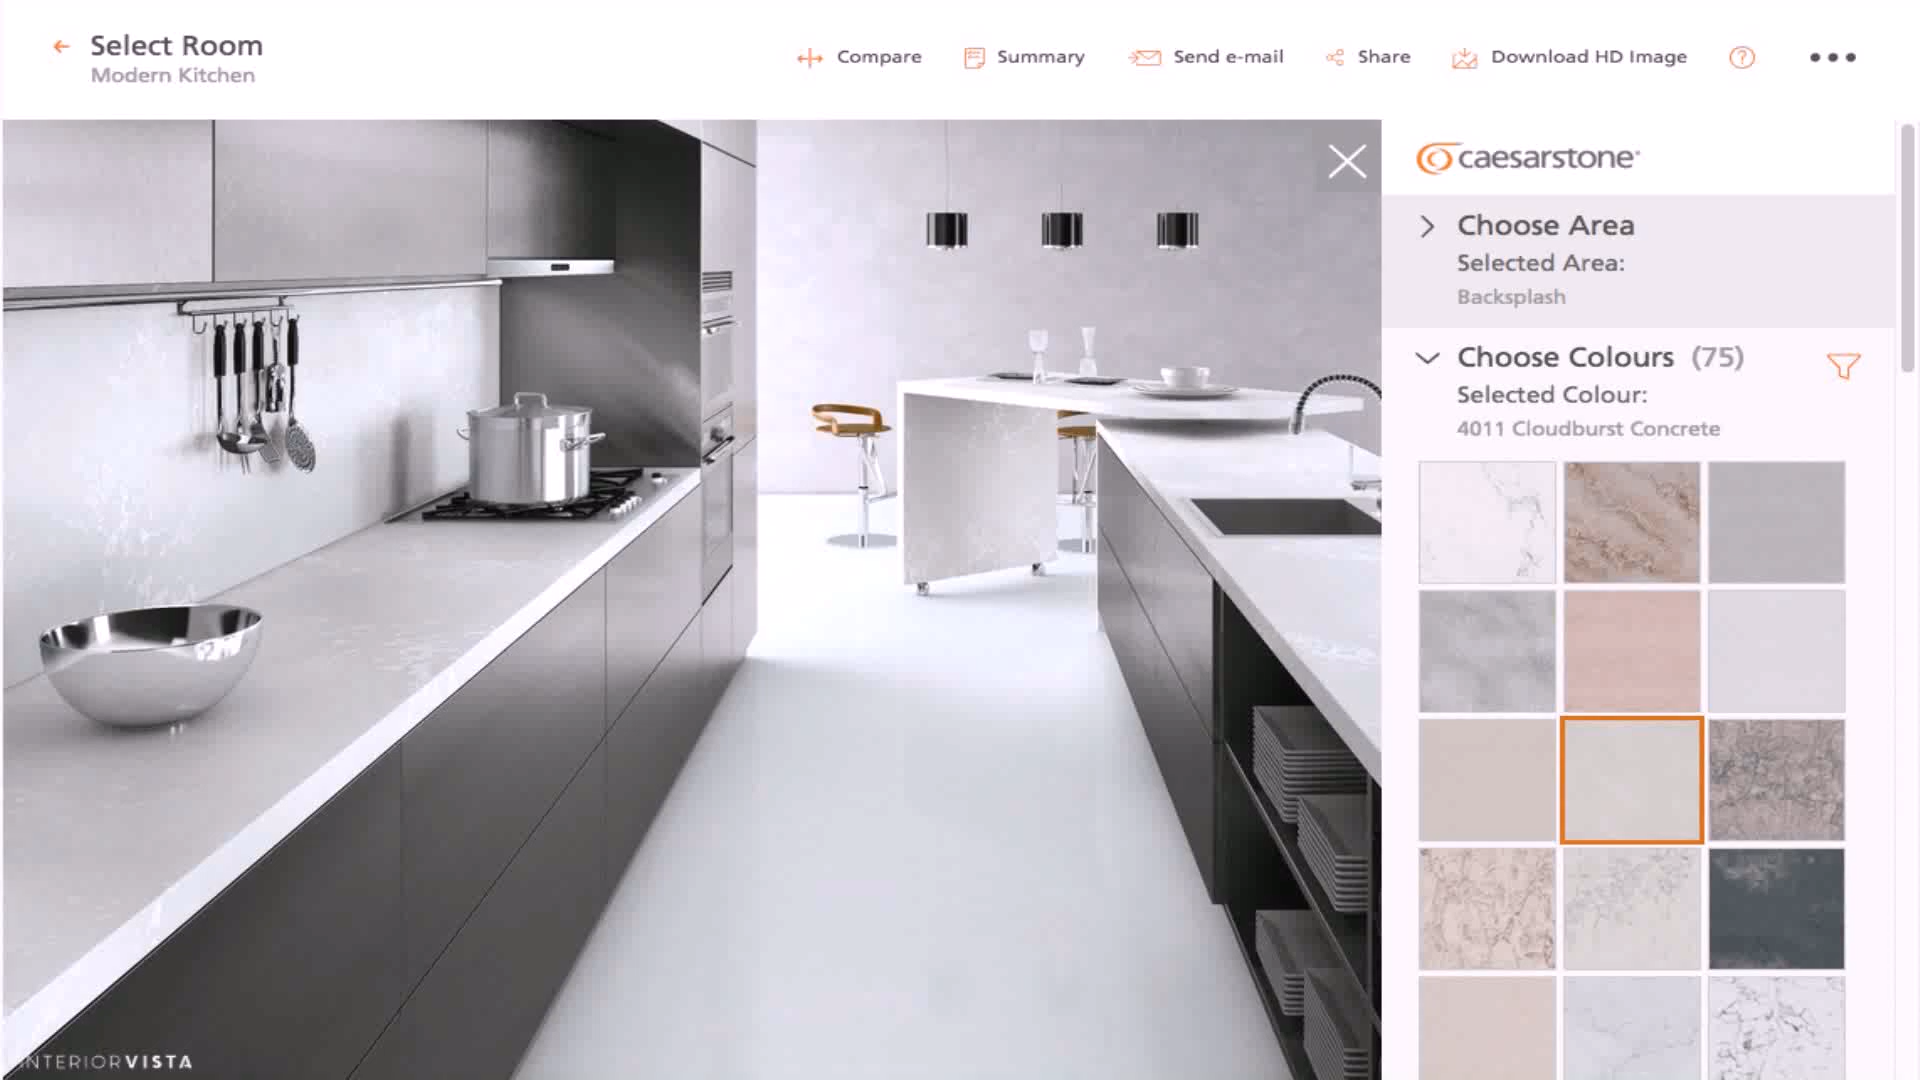 Select Room
Modern Kitchen
Compare
Summary
Send e-mail
Share
Download HD Image
?
caesarstone
Choose Area
Selected Area:
Backsplash
Choose Colours (75)
Selected Colour:
4011 Cloudburst Concrete
INTERIORVISTA